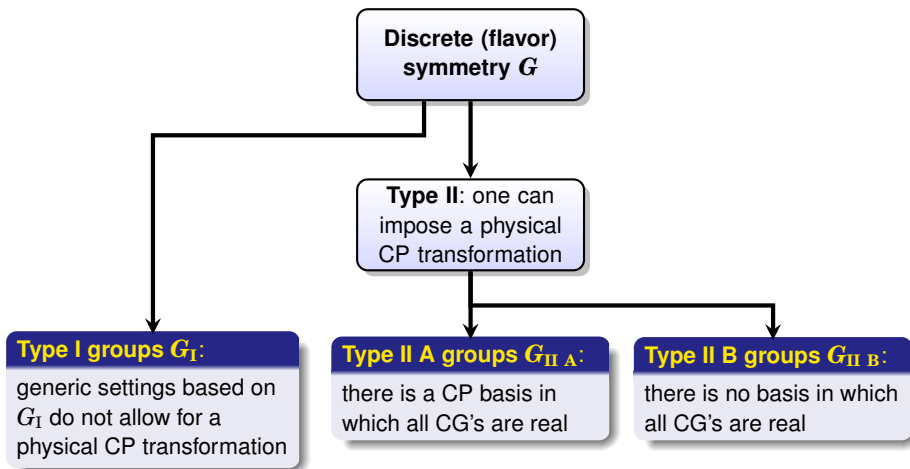 Discrete (flavor)
symmetry G
Type II: one can
impose a physical
CP transformation
Type I groups G_I:
generic settings based on
G_I do not allow for a
physical CP transformation
Type II A groups G_II A:
there is a CP basis in
which all CG's are real
Type II B groups G_II B:
there is no basis in which
all CG's are real